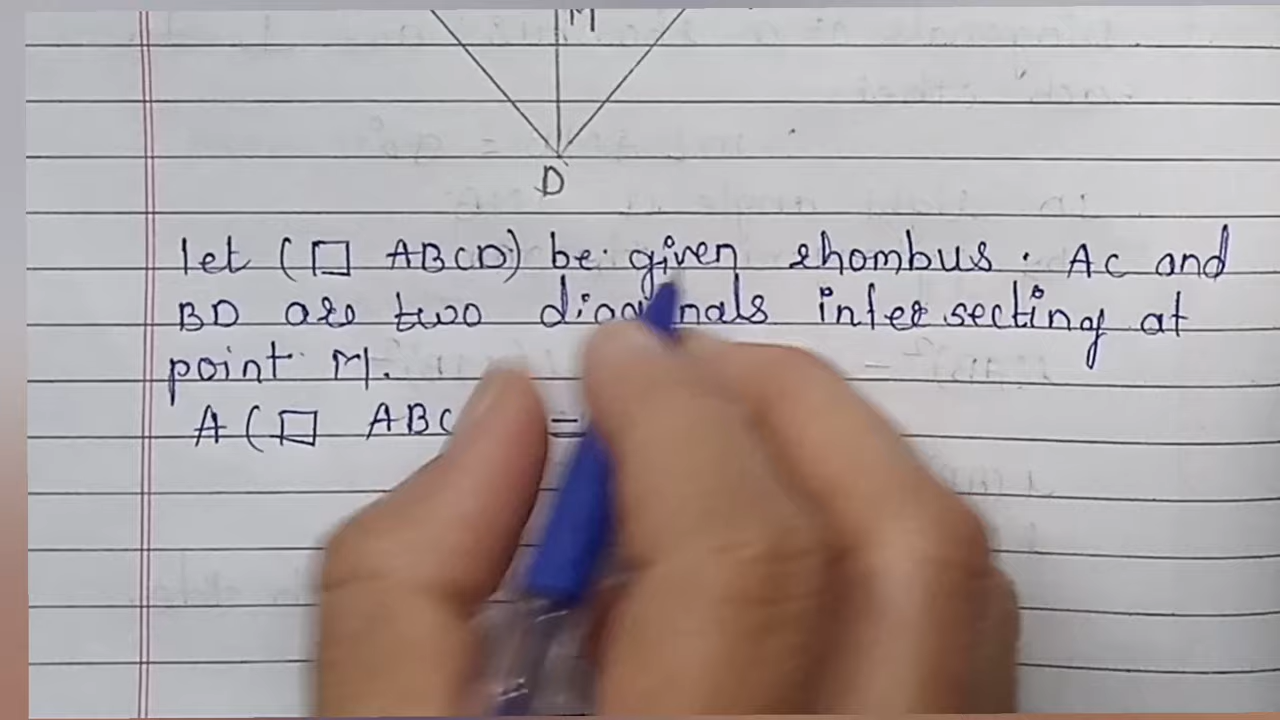 M
D
let (□ ABCD) be given rhombus. AC and
BD are two diagonals intersecting at
point M.
A (□ ABC =